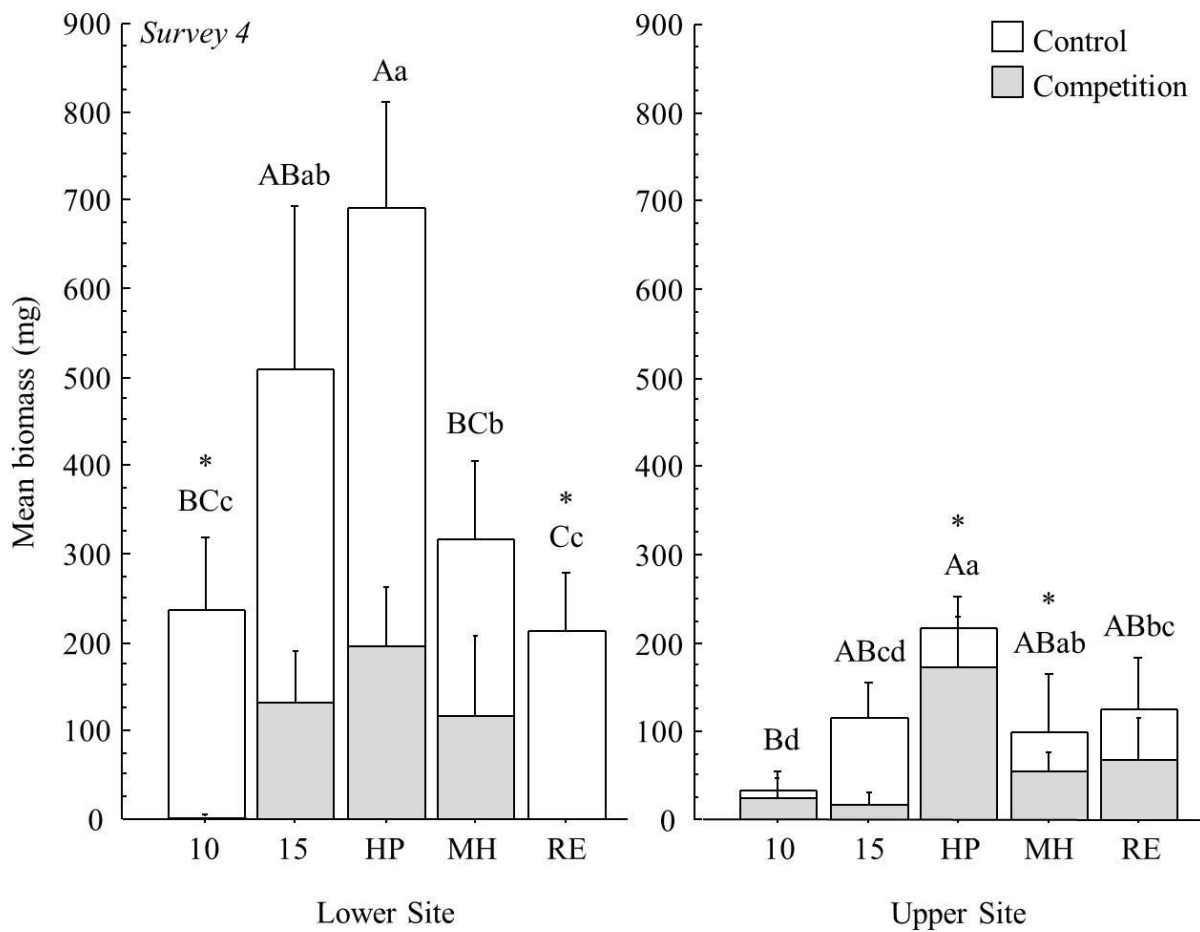 Survey 4
Mean biomass (mg)
900
800
700
600
500
400
300
200
100
0
*
BCc
ABab
Aa
BCb
*
Cc
10 15 HP MH RE
Lower Site
Control
Competition
900
800
700
600
500
400
300
200
100
0
Bd
ABcd
*
Aa
*
ABab
ABbc
10 15 HP MH RE
Upper Site